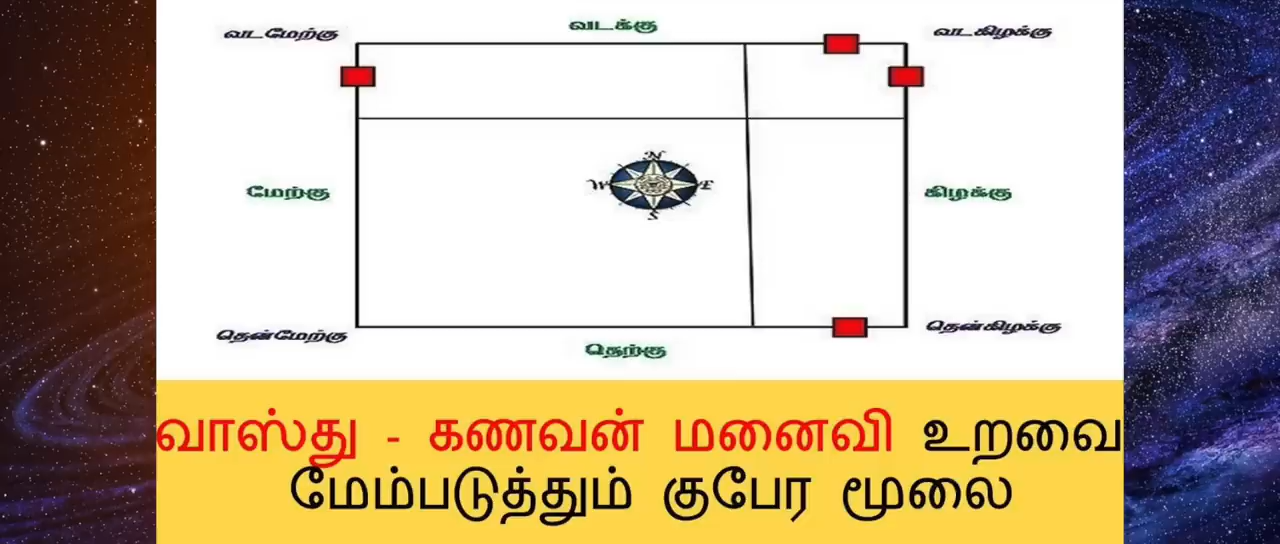 வடக்கு
வடமேற்கு
வடகிழக்கு
N
W E
S
மேற்கு
கிழக்கு
தென்மேற்கு
தென்கிழக்கு
தெற்கு
வாஸ்து - கணவன் மனைவி உறவை
மேம்படுத்தும் குபேர மூலை